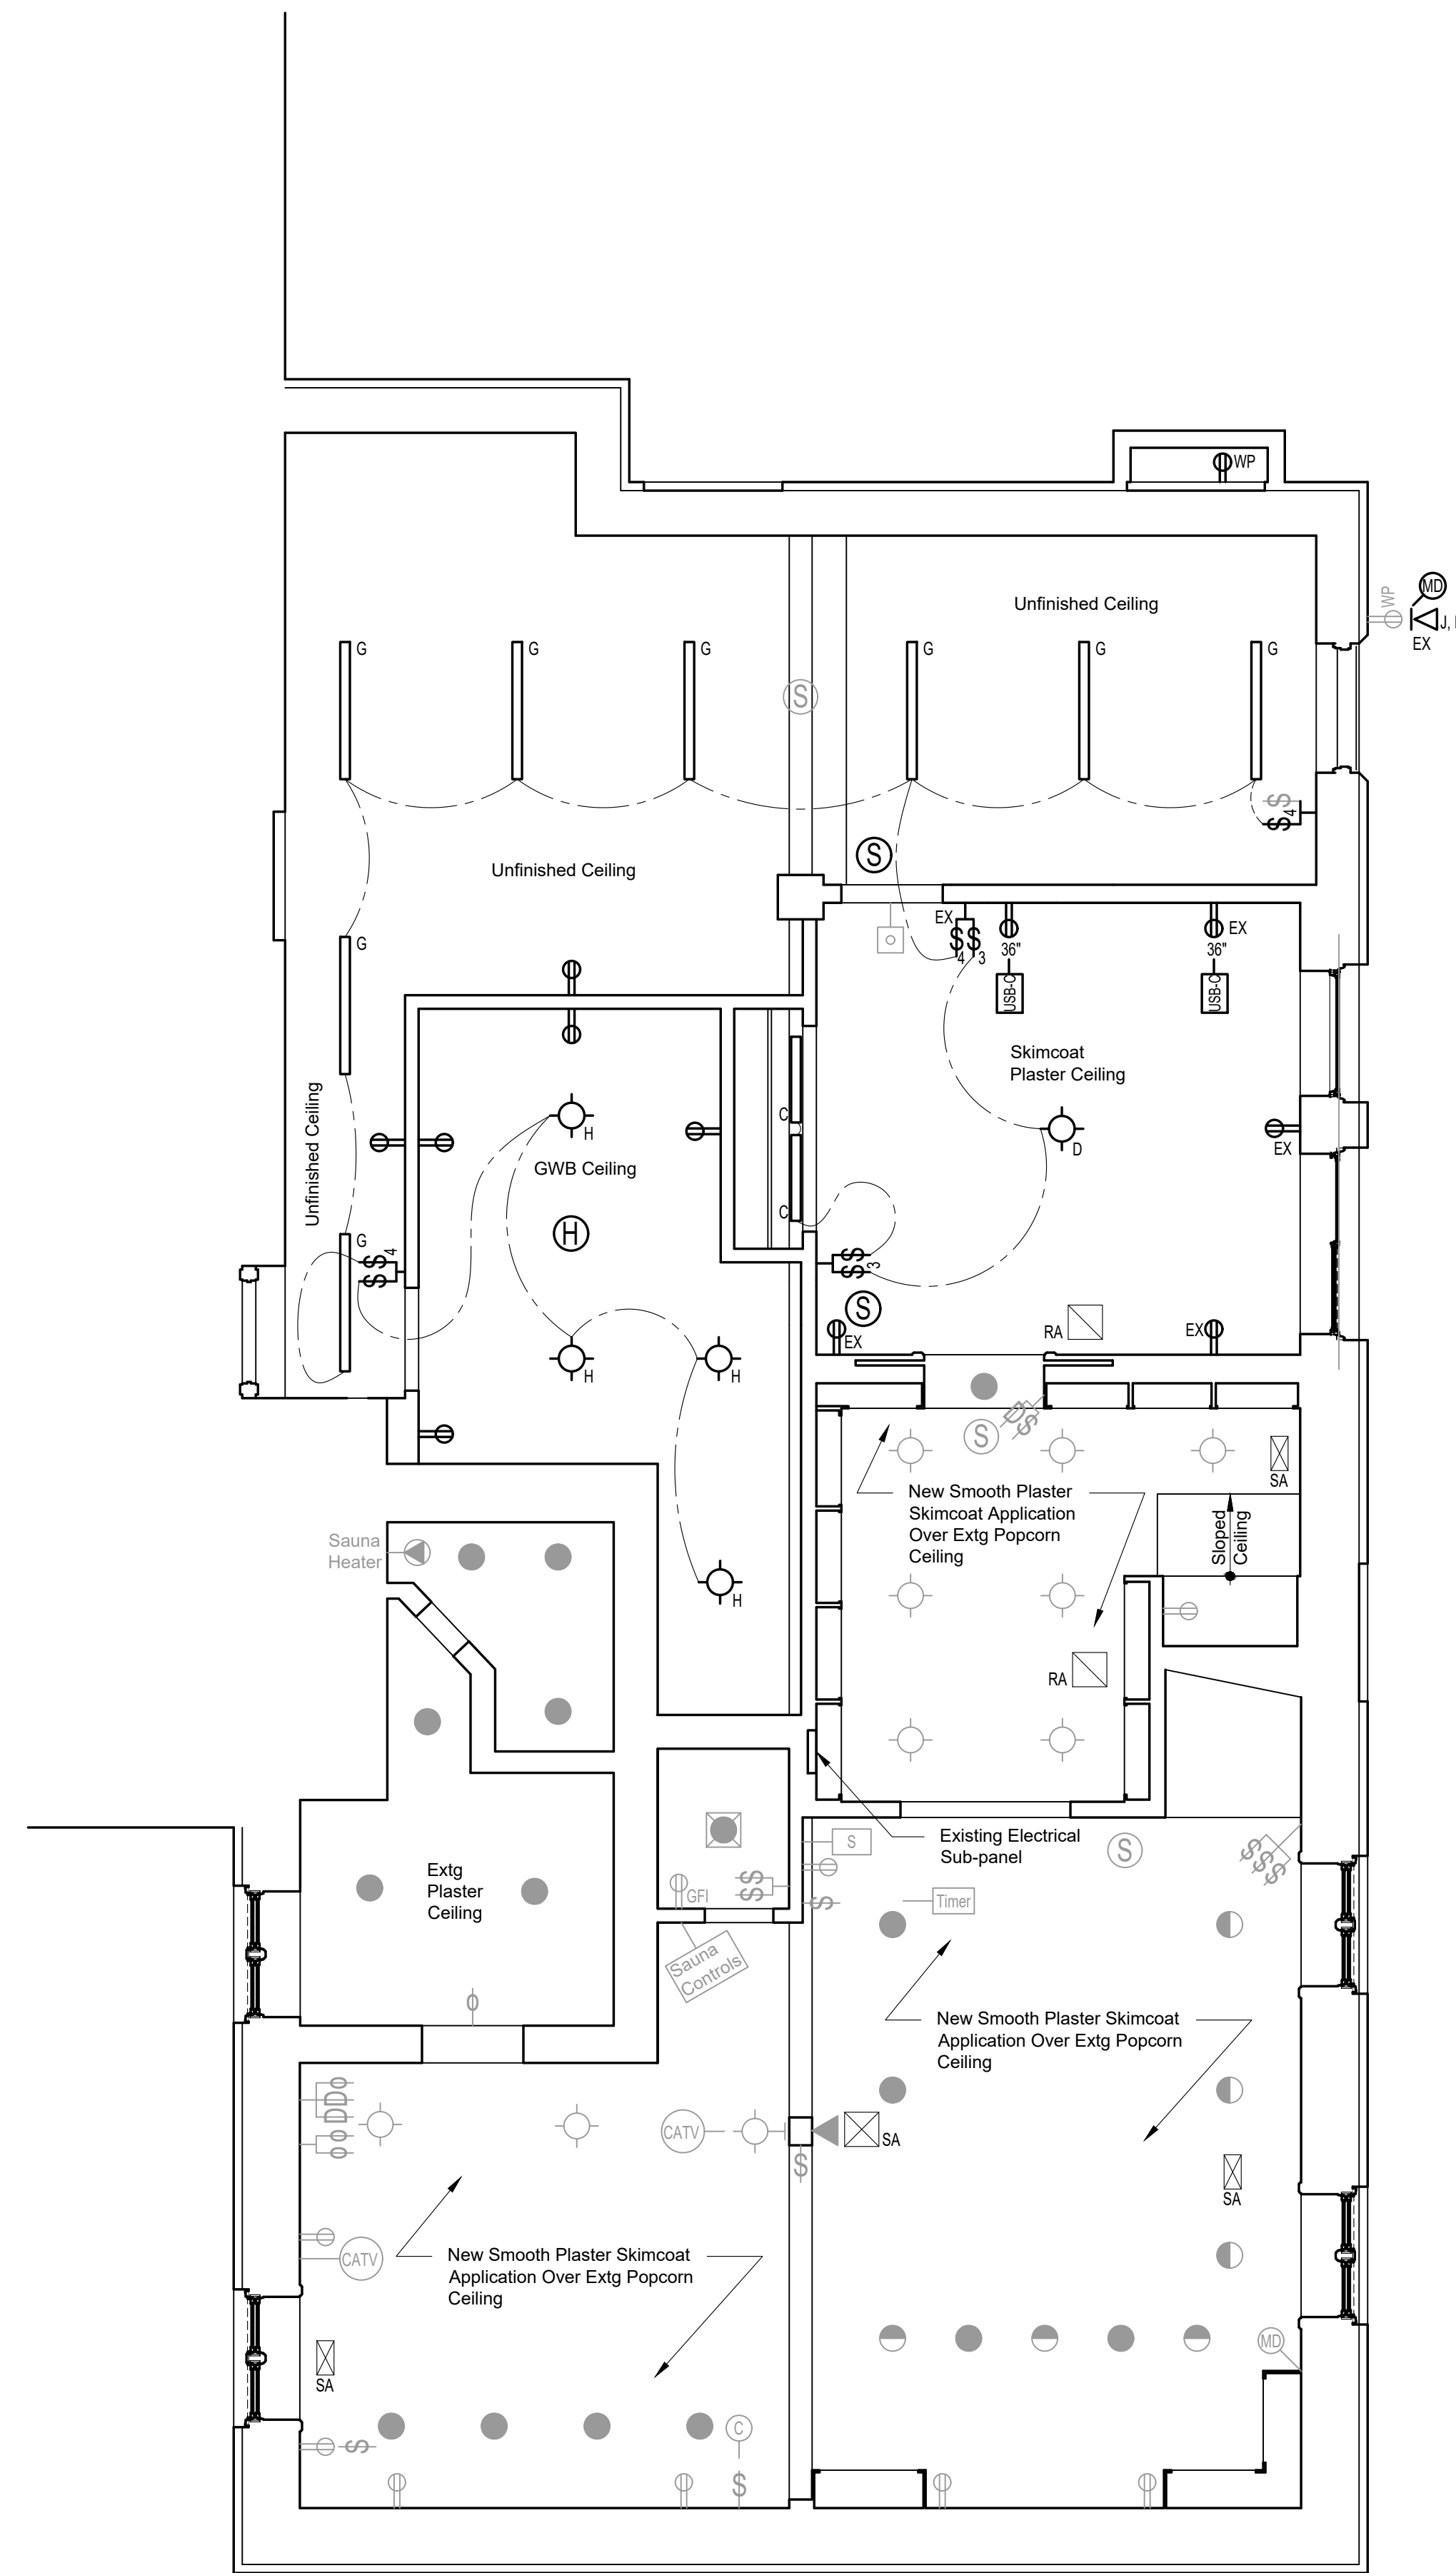 WP
MD
WP
J,
EX
Unfinished Ceiling
G
G
G
G
G
G
S
$
$
4
S
Unfinished Ceiling
EX
$$
4
3
36"
USB-C
EX
36"
USB-C
G
Skimcoat
Plaster Ceiling
Unfinished Ceiling
C
H
D
EX
GWB Ceiling
C
H
G
$$
4
$$
3
S
EX
RA
EX
H
H
D$
S
SA
New Smooth Plaster
Skimcoat Application
Over Extg Popcorn
Ceiling
Sloped
Ceiling
Sauna
Heater
H
RA
Existing Electrical
Sub-panel
S
S
$$$
Extg
Plaster
Ceiling
GFI
$$
$
Timer
Sauna
Controls
o
New Smooth Plaster Skimcoat
Application Over Extg Popcorn
Ceiling
DDo
oo
CATV
SA
$
SA
CATV
New Smooth Plaster Skimcoat
Application Over Extg Popcorn
Ceiling
MD
SA
C
$
$